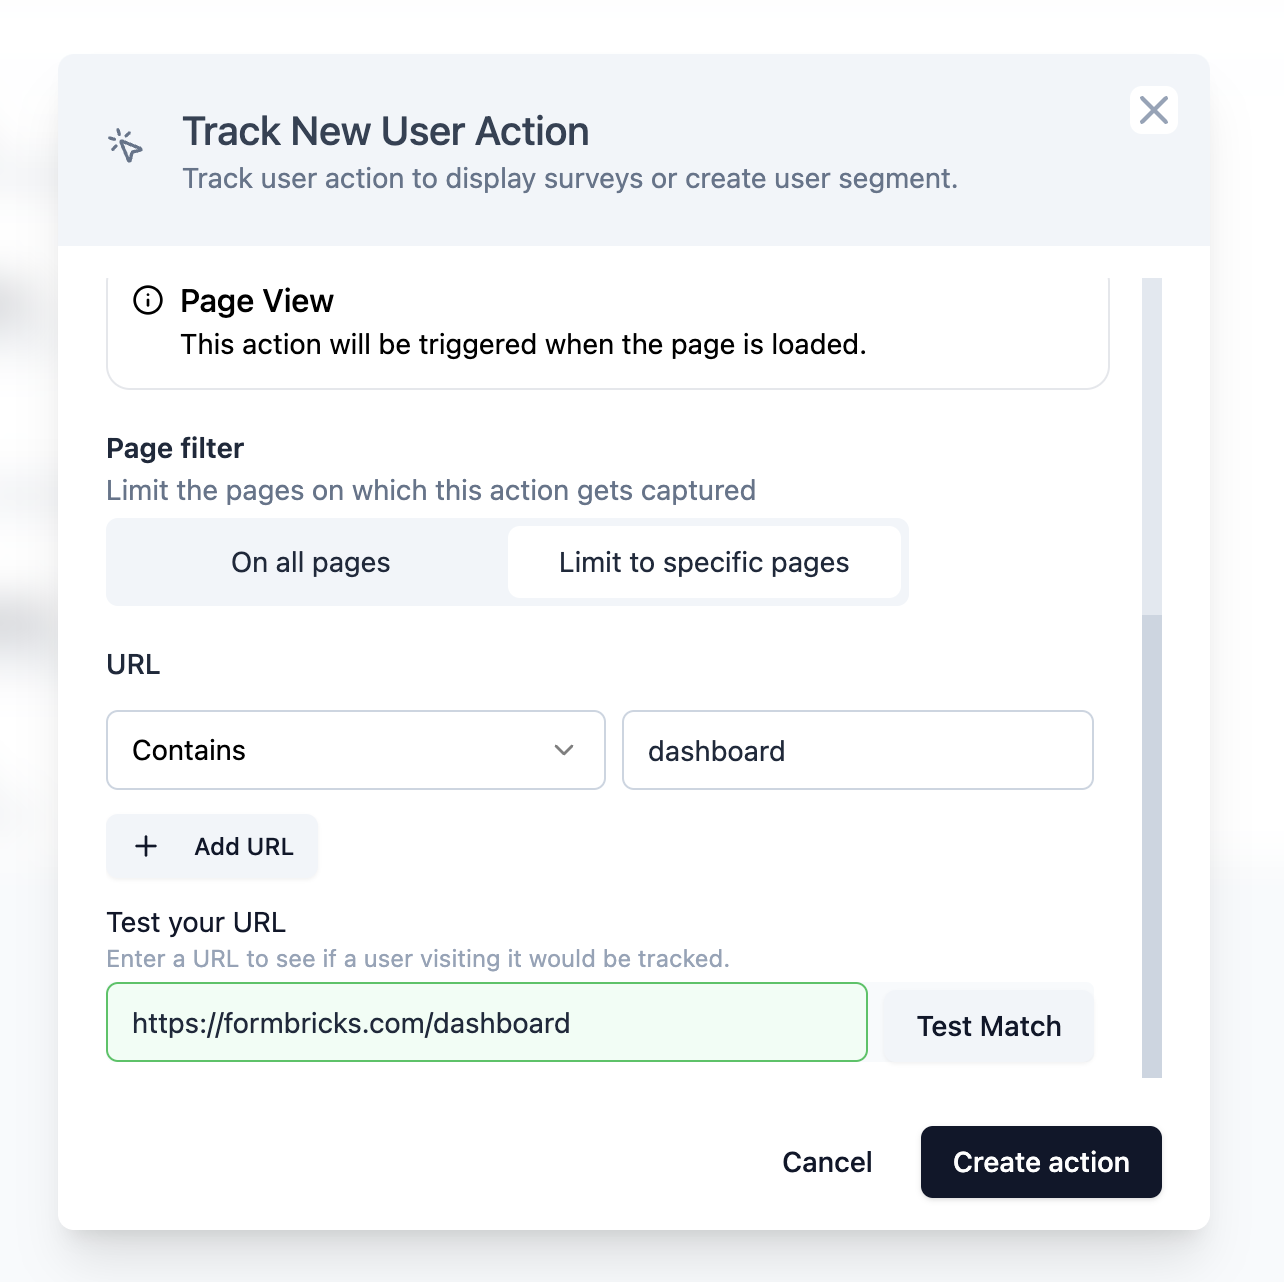 Track New User Action
Track user action to display surveys or create user segment.
Page View
This action will be triggered when the page is loaded.
Page filter
Limit the pages on which this action gets captured
On all pages
Limit to specific pages
URL
Contains
dashboard
Add URL
Test your URL
Enter a URL to see if a user visiting it would be tracked.
https://formbricks.com/dashboard
Test Match
Cancel
Create action